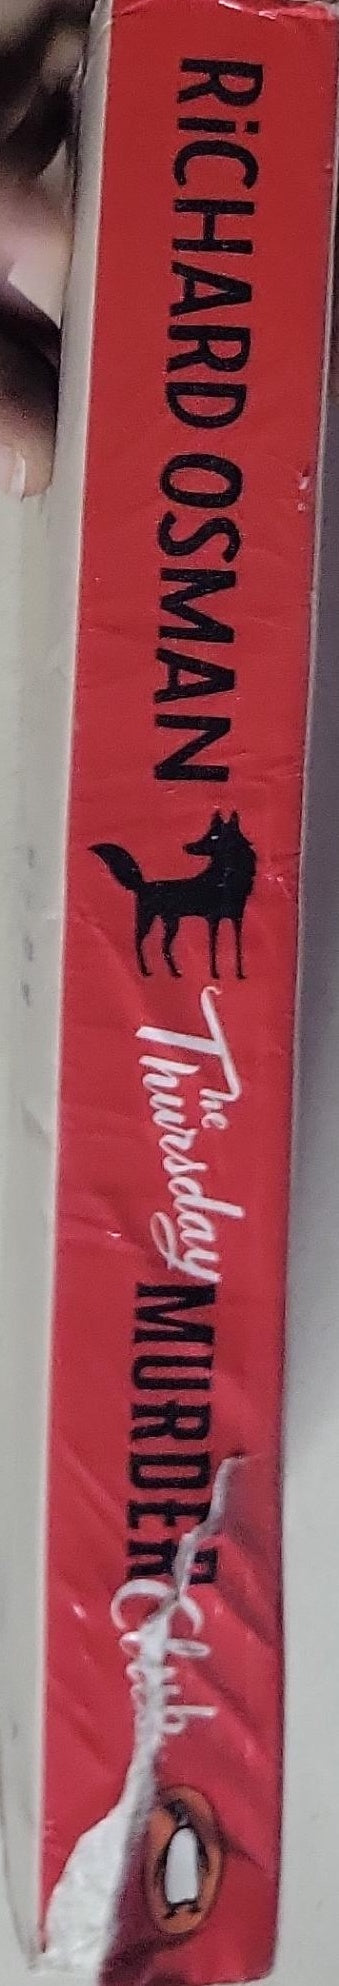 RiCHARD OSMAN
The
Thursday
MURDER
Club